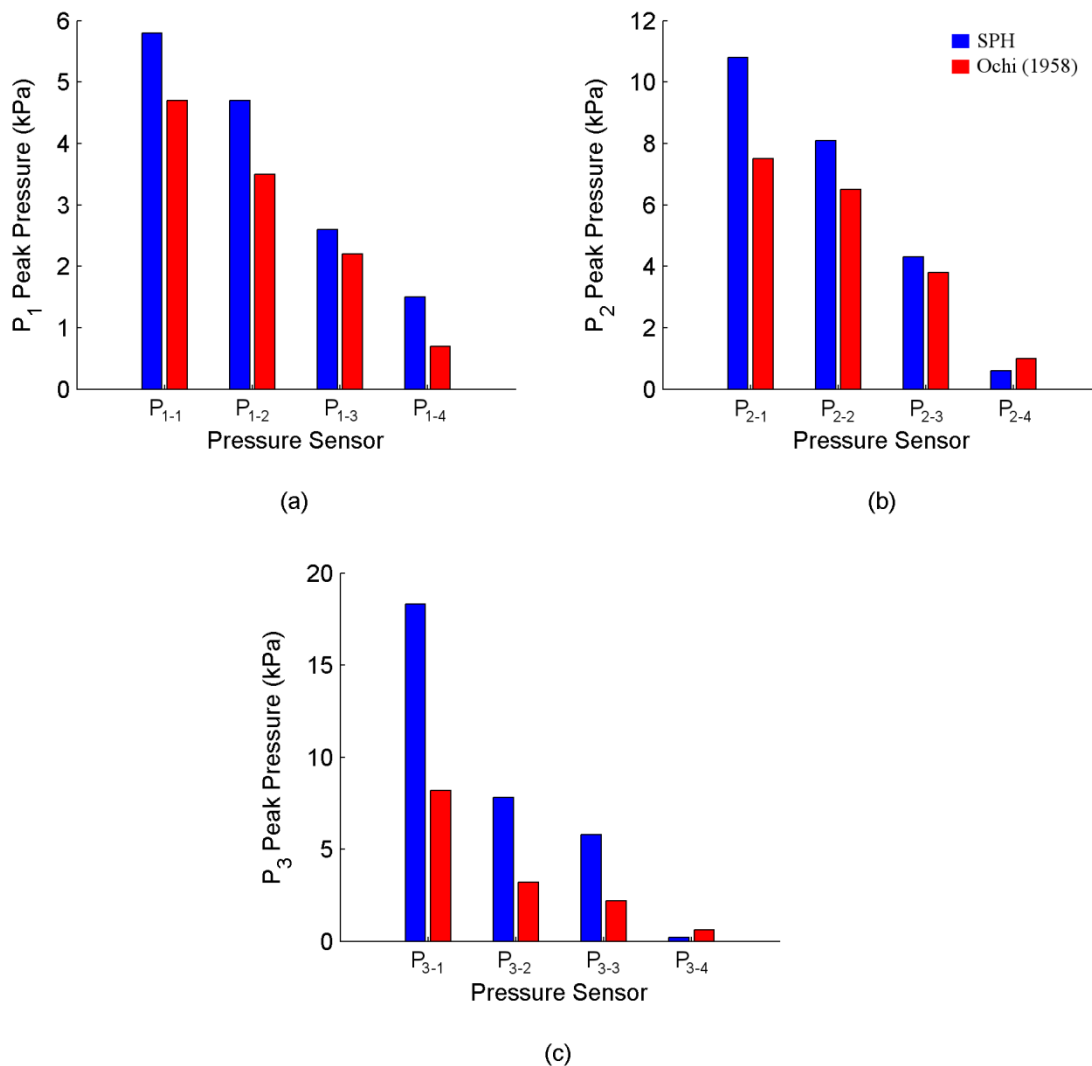 P1 Peak Pressure (kPa)
6
5
4
3
2
1
0
P1-1 P1-2 P1-3 P1-4
Pressure Sensor
(a)
P2 Peak Pressure (kPa)
12
10
8
6
4
2
0
SPH
Ochi (1958)
P2-1 P2-2 P2-3 P2-4
Pressure Sensor
(b)
P3 Peak Pressure (kPa)
20
15
10
5
0
P3-1 P3-2 P3-3 P3-4
Pressure Sensor
(c)